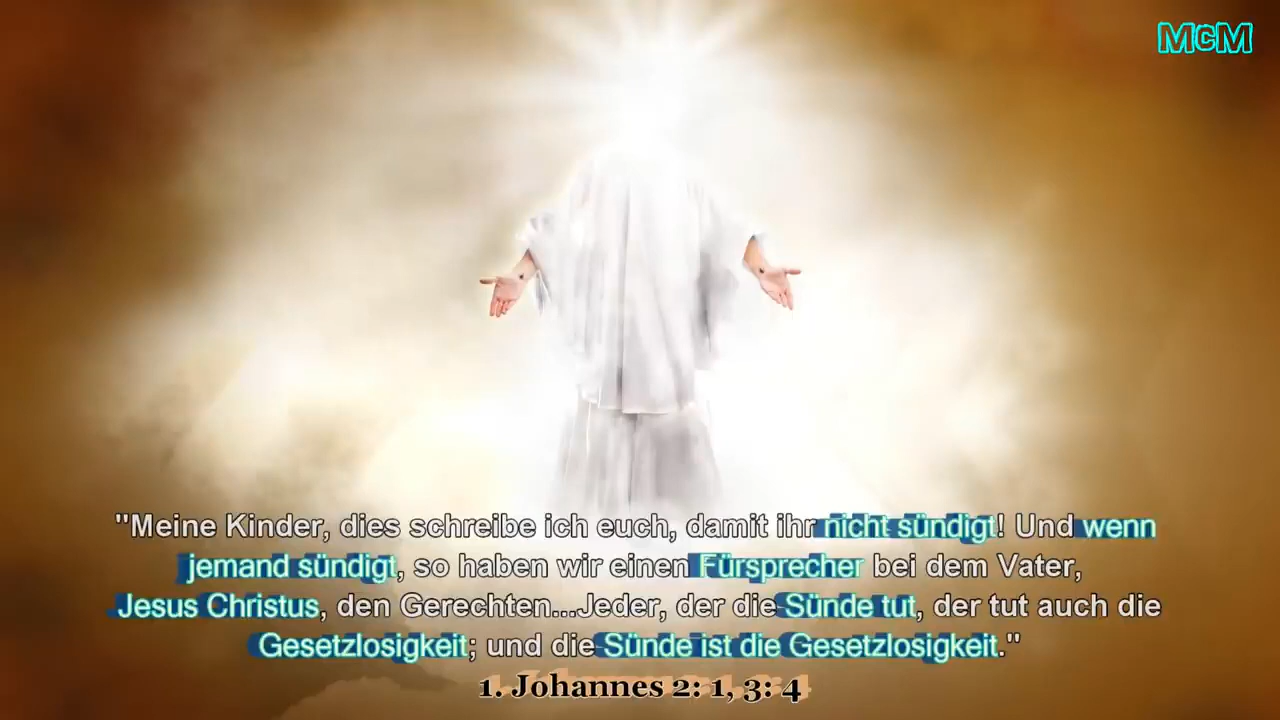 McM
"Meine Kinder, dies schreibe ich euch, damit ihr nicht sündigt! Und wenn
jemand sündigt, so haben wir einen Fürsprecher bei dem Vater,
Jesus Christus, den Gerechten...Jeder, der die Sünde tut, der tut auch die
Gesetzlosigkeit; und die Sünde ist die Gesetzlosigkeit."
1. Johannes 2: 1, 3: 4